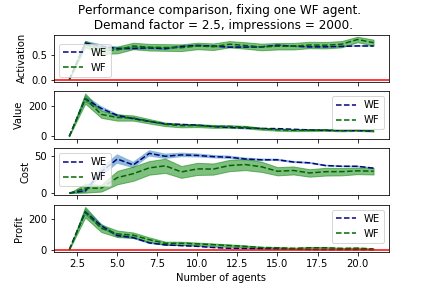 Performance comparison, fixing one WF agent.
Demand factor = 2.5, impressions = 2000.
Activation
0.5
0.0
WE
WF
Value
200
0
WE
WF
Cost
50
0
WE
WF
Profit
200
0
WE
WF
2.5 5.0 7.5 10.0 12.5 15.0 17.5 20.0
Number of agents